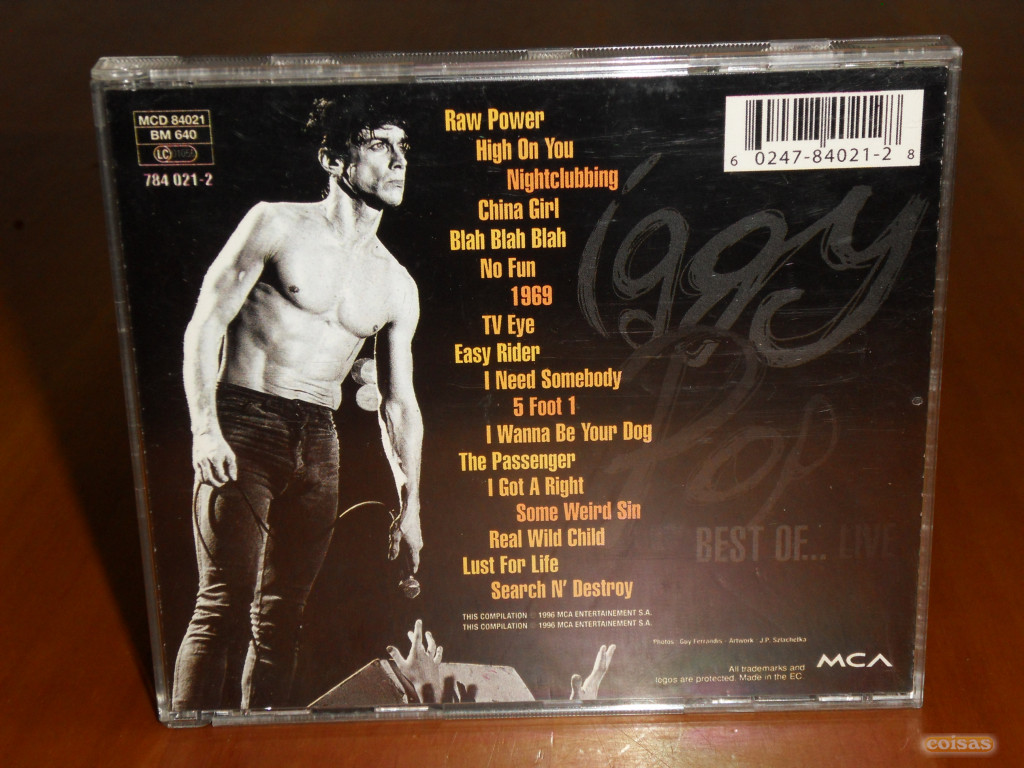 MCD 84021
BM 640
LC
784 021-2
Raw Power
High On You
Nightclubbing
China Girl
Blah Blah Blah
No Fun
1969
TV Eye
Easy Rider
I Need Somebody
5 Foot 1
I Wanna Be Your Dog
The Passenger
I Got A Right
Some Weird Sin
Real Wild Child
Lust For Life
Search N' Destroy
6 0247-84021-2 8
iggy
Pop
BEST OF... LIVE
THIS COMPILATION © 1996 MCA ENTERTAINEMENT S.A.
THIS COMPILATION 1996 MCA ENTERTAINEMENT S.A.
Photos : Guy Ferrandis - Artwork : J.P. Szlachetka
MCA
All trademarks and
logos are protected. Made in the EC
coisas